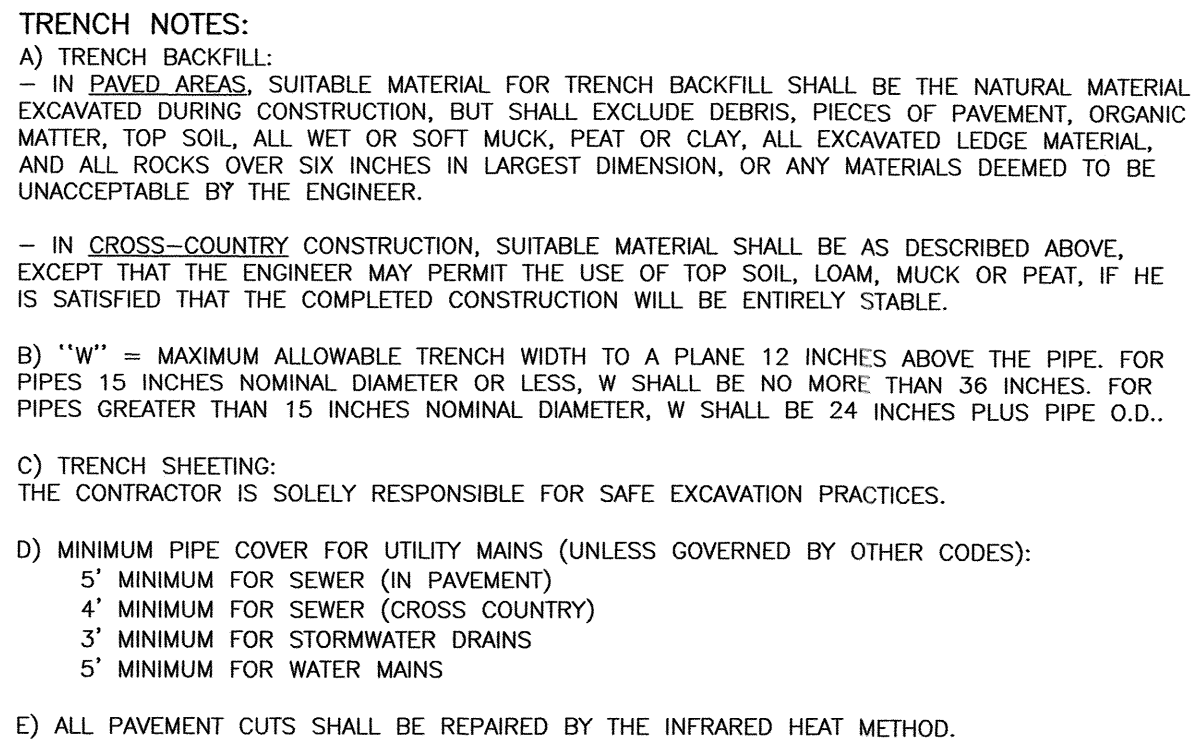 TRENCH NOTES:
A) TRENCH BACKFILL:
– IN PAVED AREAS, SUITABLE MATERIAL FOR TRENCH BACKFILL SHALL BE THE NATURAL MATERIAL
EXCAVATED DURING CONSTRUCTION, BUT SHALL EXCLUDE DEBRIS, PIECES OF PAVEMENT, ORGANIC
MATTER, TOP SOIL, ALL WET OR SOFT MUCK, PEAT OR CLAY, ALL EXCAVATED LEDGE MATERIAL,
AND ALL ROCKS OVER SIX INCHES IN LARGEST DIMENSION, OR ANY MATERIALS DEEMED TO BE
UNACCEPTABLE BY THE ENGINEER.
– IN CROSS–COUNTRY CONSTRUCTION, SUITABLE MATERIAL SHALL BE AS DESCRIBED ABOVE,
EXCEPT THAT THE ENGINEER MAY PERMIT THE USE OF TOP SOIL, LOAM, MUCK OR PEAT, IF HE
IS SATISFIED THAT THE COMPLETED CONSTRUCTION WILL BE ENTIRELY STABLE.
B) "W" = MAXIMUM ALLOWABLE TRENCH WIDTH TO A PLANE 12 INCHES ABOVE THE PIPE. FOR
PIPES 15 INCHES NOMINAL DIAMETER OR LESS, W SHALL BE NO MORE THAN 36 INCHES. FOR
PIPES GREATER THAN 15 INCHES NOMINAL DIAMETER, W SHALL BE 24 INCHES PLUS PIPE O.D..
C) TRENCH SHEETING:
THE CONTRACTOR IS SOLELY RESPONSIBLE FOR SAFE EXCAVATION PRACTICES.
D) MINIMUM PIPE COVER FOR UTILITY MAINS (UNLESS GOVERNED BY OTHER CODES):
5' MINIMUM FOR SEWER (IN PAVEMENT)
4' MINIMUM FOR SEWER (CROSS COUNTRY)
3' MINIMUM FOR STORMWATER DRAINS
5' MINIMUM FOR WATER MAINS
E) ALL PAVEMENT CUTS SHALL BE REPAIRED BY THE INFRARED HEAT METHOD.